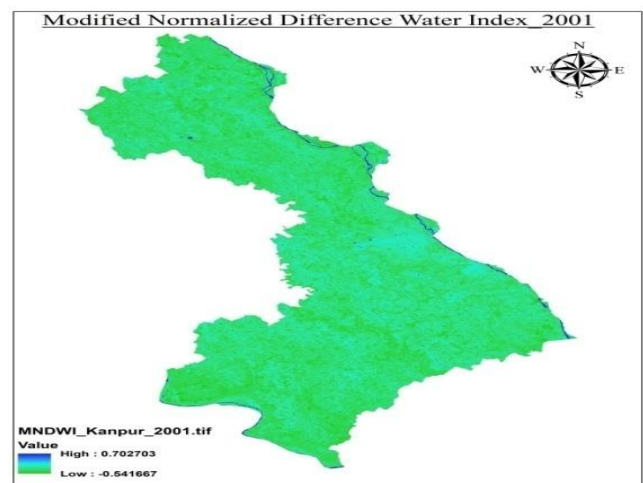 Modified Normalized Difference Water Index_2001
N
W E
S
MNDWI_Kanpur_2001.tif
Value
High : 0.702703
Low : -0.541667